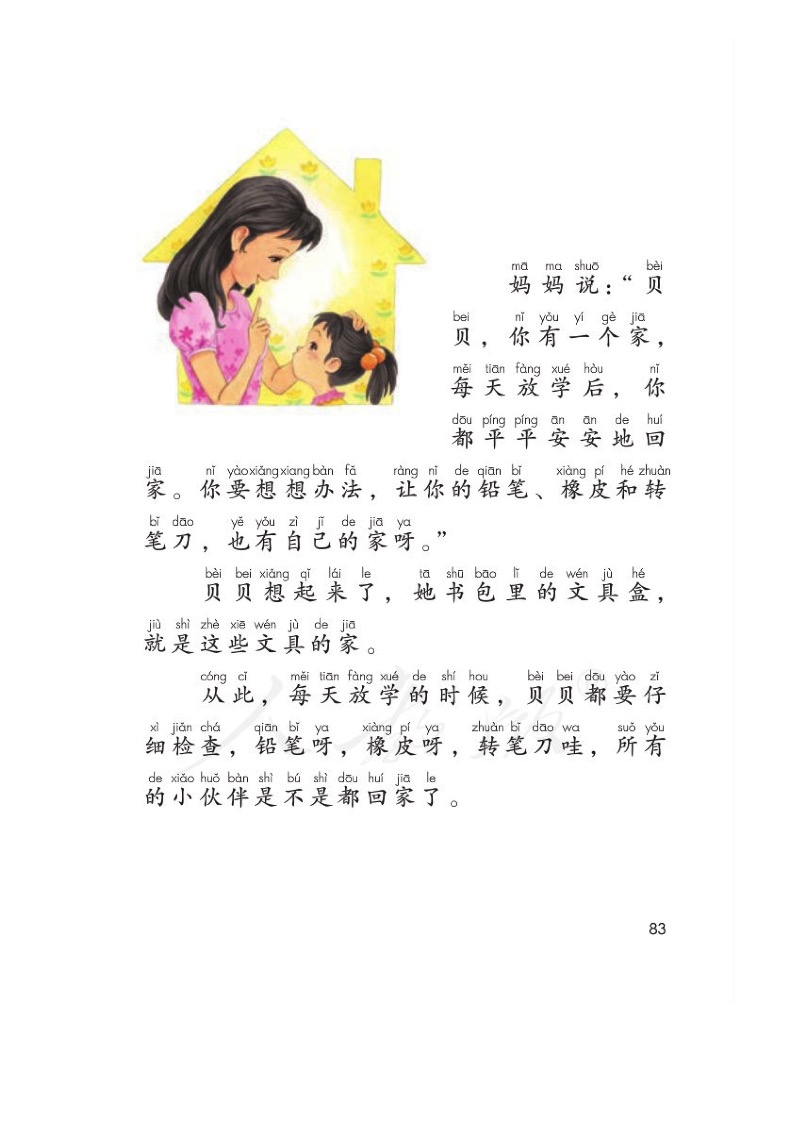 mā ma shuō bèi
妈妈说：“贝
bei nǐ yǒu yí gè jiā
贝，你有一个家，
měi tiān fàng xué hòu nǐ
每天放学后，你
dōu píng píng ān ān de huí
都平平安安地回
jiā nǐ yào xiǎng xiang bàn fǎ ràng nǐ de qiān bǐ xiàng pí hé zhuàn
家。你要想想办法，让你的铅笔、橡皮和转
bǐ dāo yě yǒu zì jǐ de jiā ya
笔刀，也有自己的家呀。”
bèi bei xiǎng qǐ lái le tā shū bāo lǐ de wén jù hé
贝贝想起来了，她书包里的文具盒，
jiù shì zhè xiē wén jù de jiā
就是这些文具的家。
cóng cǐ měi tiān fàng xué de shí hou bèi bei dōu yào zǐ
从此，每天放学的时候，贝贝都要仔
xì jiǎn chá qiān bǐ ya xiàng pí ya zhuàn bǐ dāo wa suǒ yǒu
细检查，铅笔呀，橡皮呀，转笔刀哇，所有
de xiǎo huǒ bàn shì bú shì dōu huí jiā le
的小伙伴是不是都回家了。
83